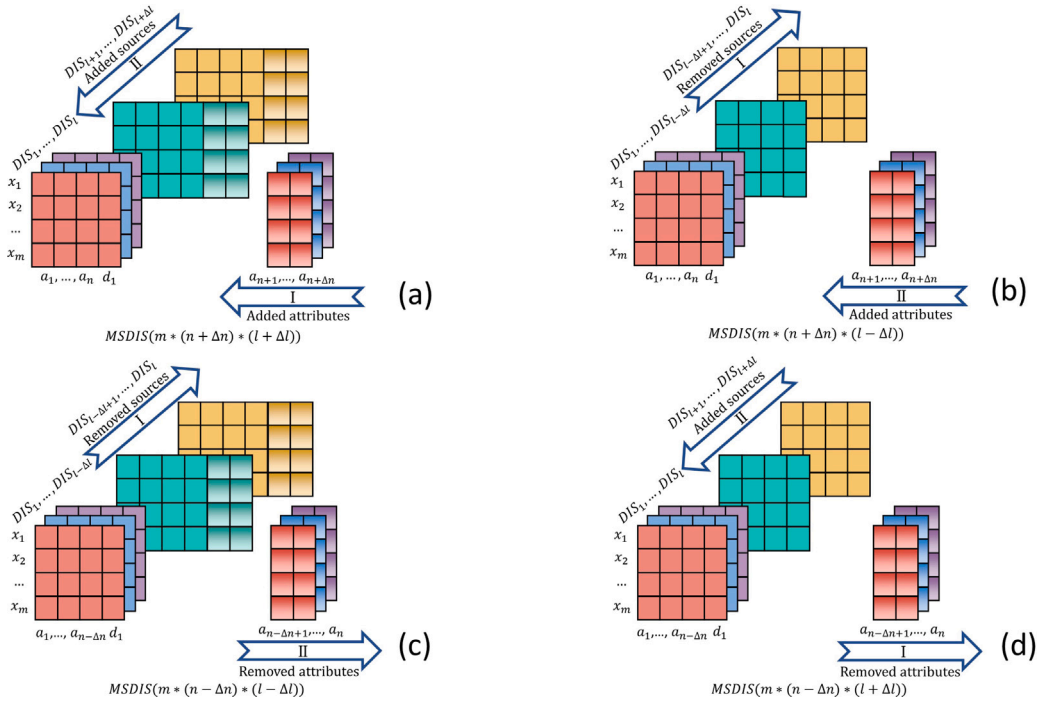 DIS_{l+1}, ..., DIS_{l+Δl}
Added sources
II
DIS_1, ..., DIS_l
x_1
x_2
...
x_m
a_1, ..., a_n d_1
a_{n+1}, ..., a_{n+Δn}
I
Added attributes
(a)
MSDIS(m * (n + Δn) * (l + Δl))
DIS_{l-Δl+1}, ..., DIS_l
Removed sources
I
DIS_1, ..., DIS_{l-Δl}
x_1
x_2
...
x_m
a_1, ..., a_n d_1
a_{n+1}, ..., a_{n+Δn}
II
Added attributes
(b)
MSDIS(m * (n + Δn) * (l − Δl))
DIS_{l-Δl+1}, ..., DIS_l
Removed sources
I
DIS_1, ..., DIS_{l-Δl}
x_1
x_2
...
x_m
a_1, ..., a_{n-Δn} d_1
a_{n-Δn+1}, ..., a_n
II
Removed attributes
(c)
MSDIS(m * (n − Δn) * (l − Δl))
DIS_{l+1}, ..., DIS_{l+Δl}
Added sources
II
DIS_1, ..., DIS_l
x_1
x_2
...
x_m
a_1, ..., a_{n-Δn} d_1
a_{n-Δn+1}, ..., a_n
I
Removed attributes
(d)
MSDIS(m * (n − Δn) * (l + Δl))